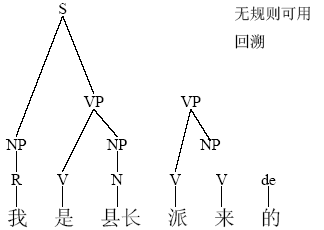 S
无规则可用
回溯
VP VP
NP NP NP
R V N V V de
我 是 县长 派 来 的